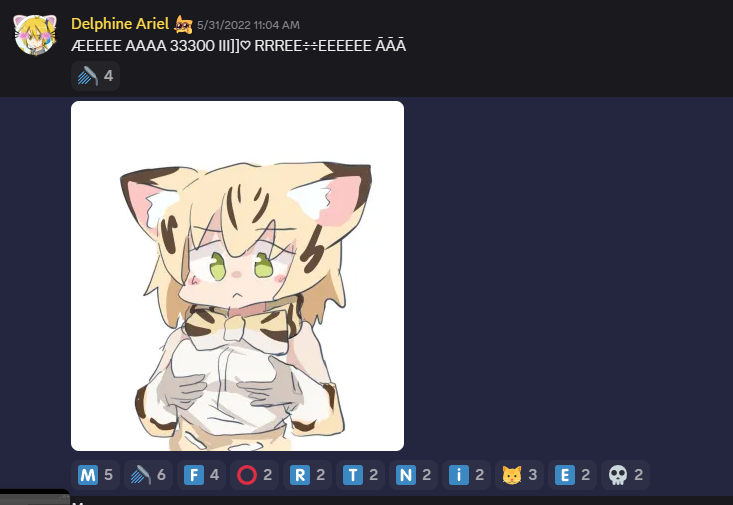 Delphine Ariel 5/31/2022 11:04 AM
ÆEEEE AAAA 33300 III]]♡ RRREE÷÷EEEEEE ÃÃÃ
4
M 5 6 F 4 2 R 2 T 2 N 2 i 2 3 E 2 2